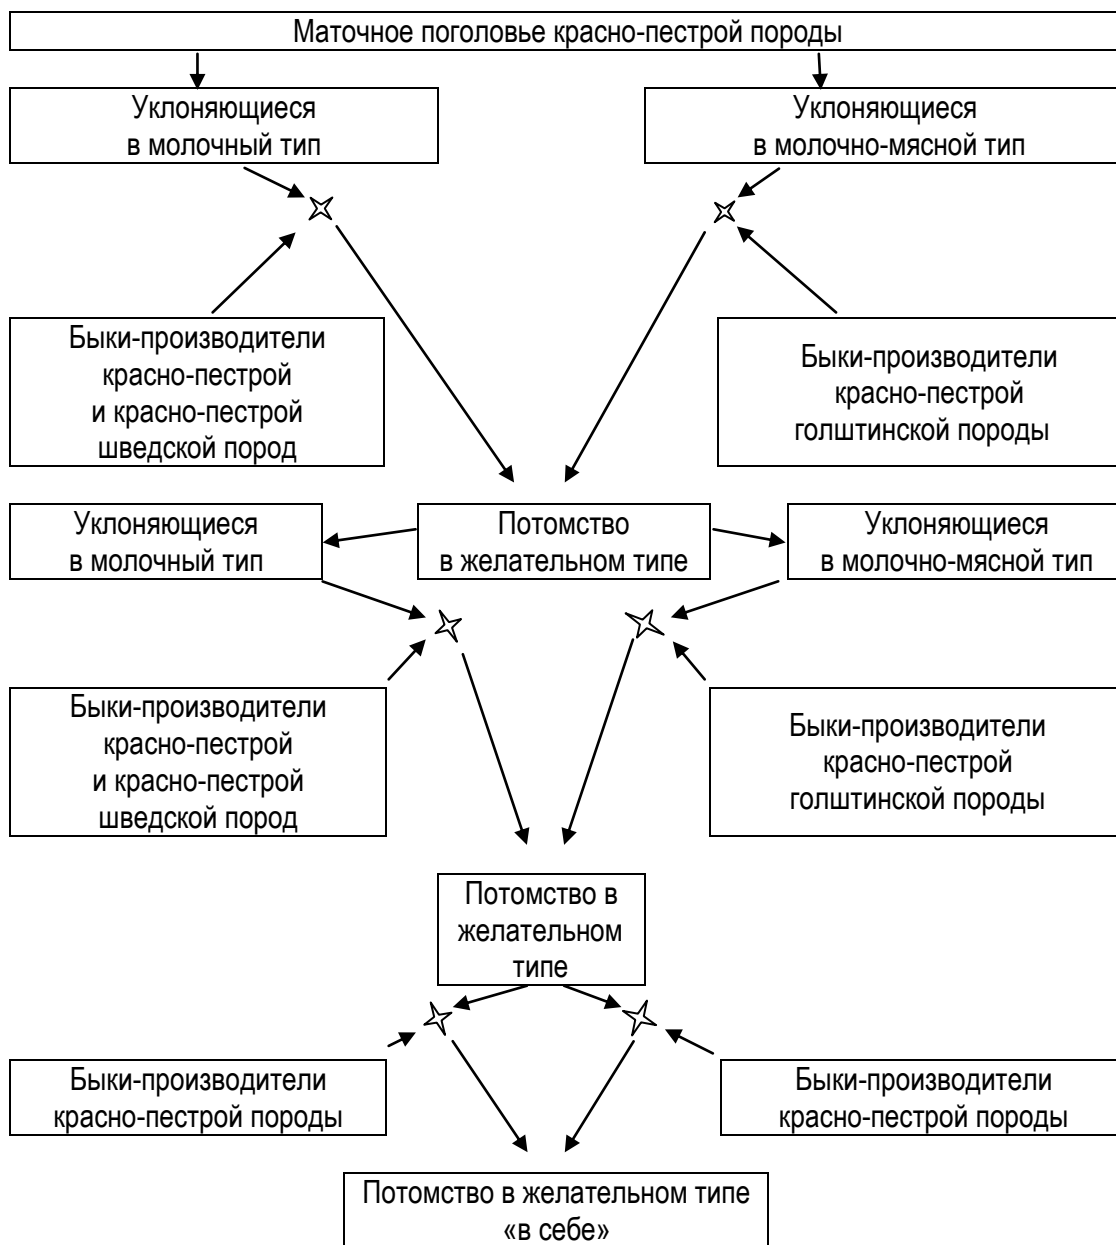 Маточное поголовье красно-пестрой породы
Уклоняющиеся
в молочный тип
Уклоняющиеся
в молочно-мясной тип
Быки-производители
красно-пестрой
и красно-пестрой
шведской пород
Быки-производители
красно-пестрой
голштинской породы
Уклоняющиеся
в молочный тип
Потомство
в желательном типе
Уклоняющиеся
в молочно-мясной тип
Быки-производители
красно-пестрой
и красно-пестрой
шведской пород
Быки-производители
красно-пестрой
голштинской породы
Потомство в
желательном
типе
Быки-производители
красно-пестрой породы
Быки-производители
красно-пестрой породы
Потомство в желательном типе
«в себе»